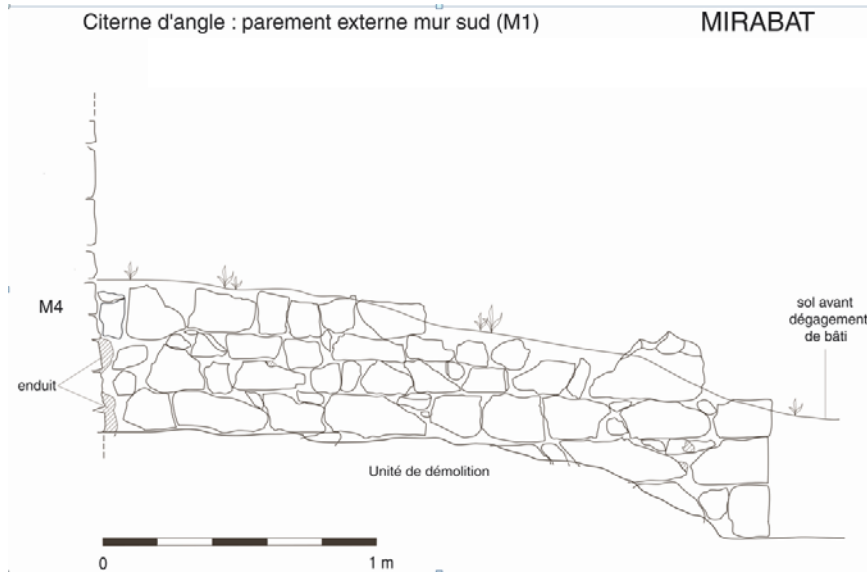 Citerne d'angle : parement externe mur sud (M1)
MIRABAT
M4
sol avant
dégagement
de bâti
enduit
Unité de démolition
0
1 m